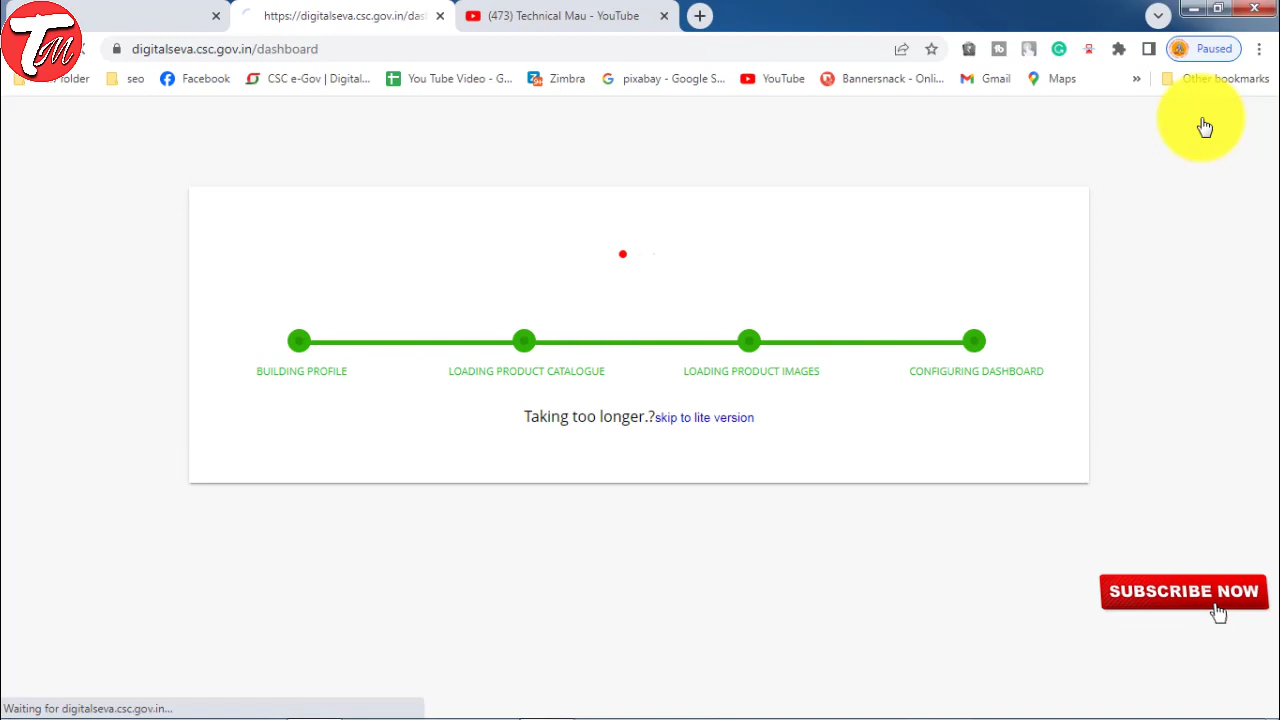 https://digitalseva.csc.gov.in/das
(473) Technical Mau - YouTube
TM
digitalseva.csc.gov.in/dashboard
Paused
older
seo
Facebook
CSC e-Gov | Digital...
You Tube Video - G...
Zimbra
pixabay - Google S...
YouTube
Bannersnack - Onli...
Gmail
Maps
»
Other bookmarks
BUILDING PROFILE
LOADING PRODUCT CATALOGUE
LOADING PRODUCT IMAGES
CONFIGURING DASHBOARD
Taking too longer.?skip to lite version
SUBSCRIBE NOW
Waiting for digitalseva.csc.gov.in...